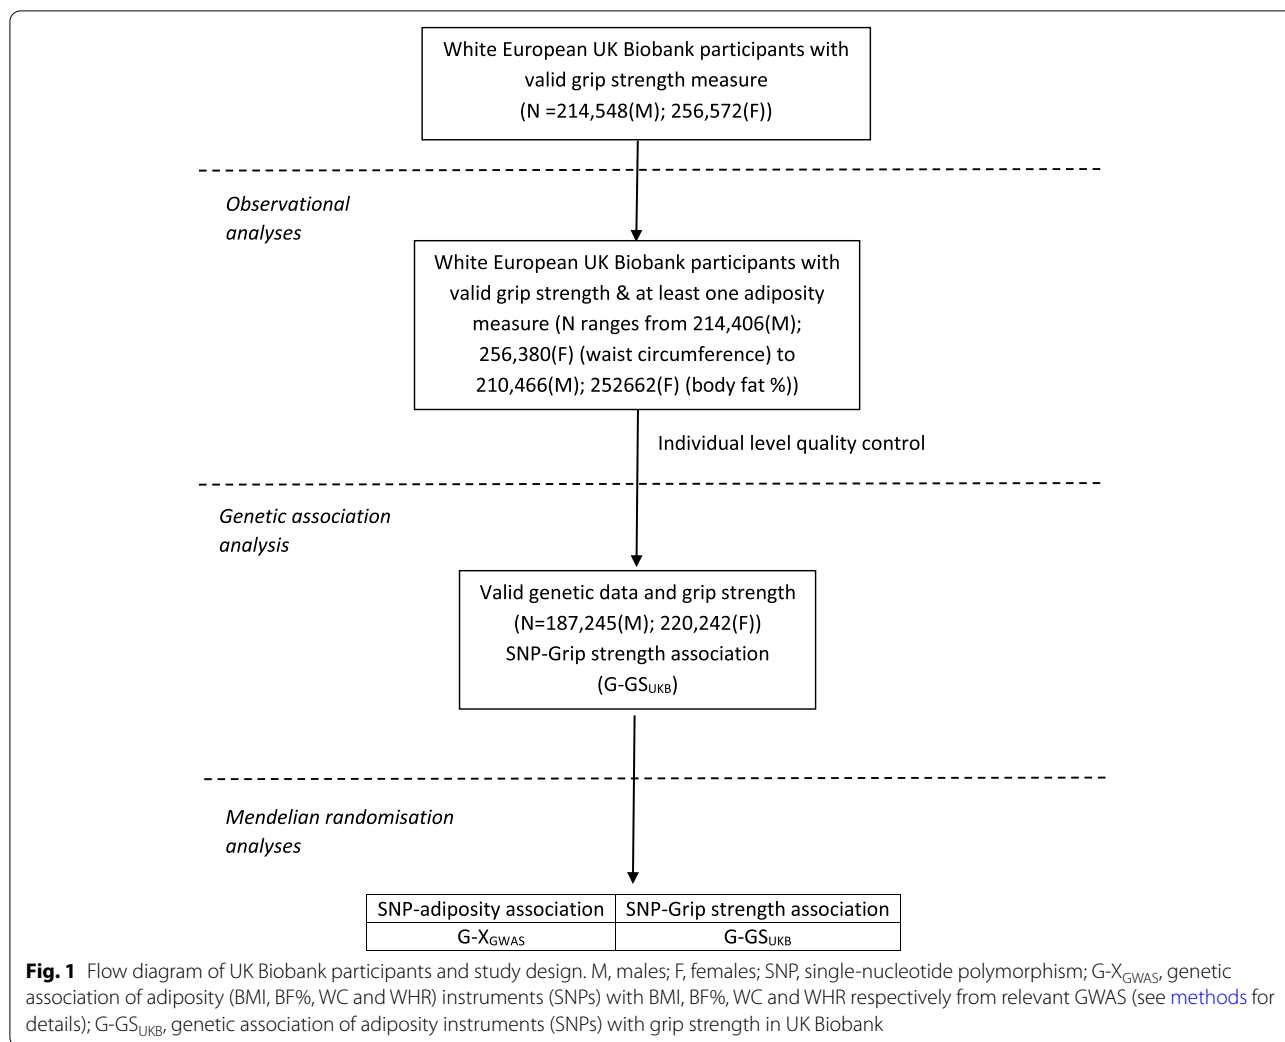 White European UK Biobank participants with
valid grip strength measure
(N =214,548(M); 256,572(F))
Observational
analyses
White European UK Biobank participants with
valid grip strength & at least one adiposity
measure (N ranges from 214,406(M);
256,380(F) (waist circumference) to
210,466(M); 252662(F) (body fat %))
Individual level quality control
Genetic association
analysis
Valid genetic data and grip strength
(N=187,245(M); 220,242(F))
SNP-Grip strength association
(G-GSUKB)
Mendelian randomisation
analyses
SNP-adiposity association SNP-Grip strength association
G-XGWAS G-GSUKB
Fig. 1 Flow diagram of UK Biobank participants and study design. M, males; F, females; SNP, single-nucleotide polymorphism; G-XGWAS, genetic
association of adiposity (BMI, BF%, WC and WHR) instruments (SNPs) with BMI, BF%, WC and WHR respectively from relevant GWAS (see methods for
details); G-GSUKB, genetic association of adiposity instruments (SNPs) with grip strength in UK Biobank